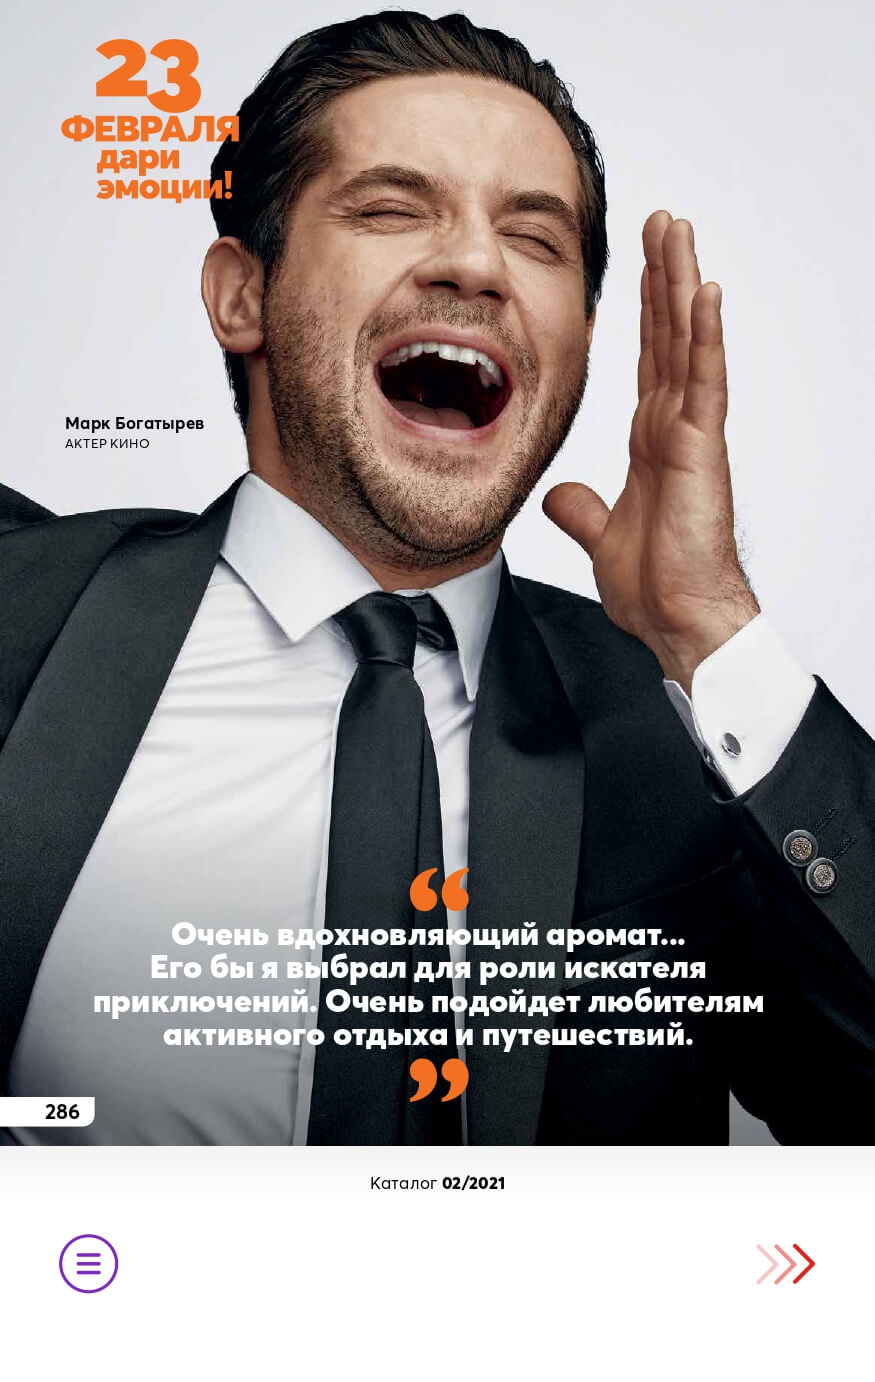 23
ФЕВРАЛЯ
дари
эмоции!
Марк Богатырев
АКТЕР КИНО
“
Очень вдохновляющий аромат...
Его бы я выбрал для роли искателя
приключений. Очень подойдет любителям
активного отдыха и путешествий.
”
286
Каталог 02/2021